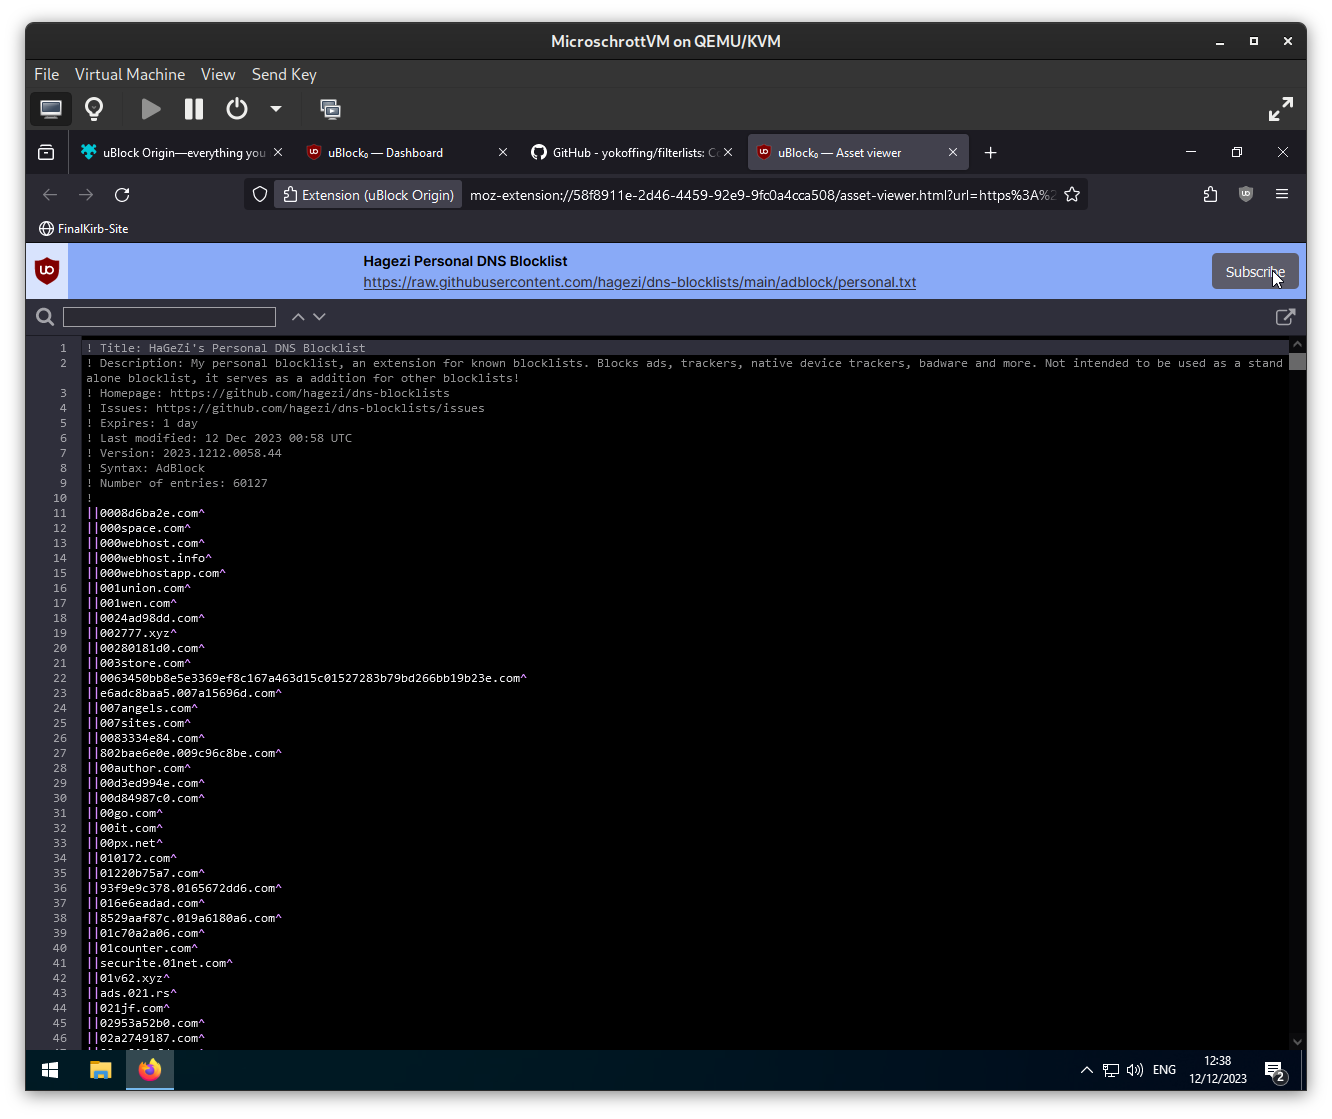 MicroschrottVM on QEMU/KVM
File Virtual Machine View Send Key
uBlock Origin—everything you
uBlock₀ — Dashboard
GitHub - yokoffing/filterlists: Co
uBlock₀ — Asset viewer
Extension (uBlock Origin)
moz-extension://58f8911e-2d46-4459-92e9-9fc0a4cca508/asset-viewer.html?url=https%3A%2
FinalKirb-Site
Hagezi Personal DNS Blocklist
https://raw.githubusercontent.com/hagezi/dns-blocklists/main/adblock/personal.txt
Subscribe
1 ! Title: HaGeZi's Personal DNS Blocklist
2 ! Description: My personal blocklist, an extension for known blocklists. Blocks ads, trackers, native device trackers, badware and more. Not intended to be used as a stand
alone blocklist, it serves as a addition for other blocklists!
3 ! Homepage: https://github.com/hagezi/dns-blocklists
4 ! Issues: https://github.com/hagezi/dns-blocklists/issues
5 ! Expires: 1 day
6 ! Last modified: 12 Dec 2023 00:58 UTC
7 ! Version: 2023.1212.0058.44
8 ! Syntax: AdBlock
9 ! Number of entries: 60127
10 !
11 ||0008d6ba2e.com^
12 ||000space.com^
13 ||000webhost.com^
14 ||000webhost.info^
15 ||000webhostapp.com^
16 ||001union.com^
17 ||001wen.com^
18 ||0024ad98dd.com^
19 ||002777.xyz^
20 ||00280181d0.com^
21 ||003store.com^
22 ||0063450bb8e5e3369ef8c167a463d15c01527283b79bd266bb19b23e.com^
23 ||e6adc8baa5.007a15696d.com^
24 ||007angels.com^
25 ||007sites.com^
26 ||0083334e84.com^
27 ||802bae6e0e.009c96c8be.com^
28 ||00author.com^
29 ||00d3ed994e.com^
30 ||00d84987c0.com^
31 ||00go.com^
32 ||00it.com^
33 ||00px.net^
34 ||010172.com^
35 ||01220b75a7.com^
36 ||93f9e9c378.0165672dd6.com^
37 ||016e6eadad.com^
38 ||8529aaf87c.019a6180a6.com^
39 ||01c70a2a06.com^
40 ||01counter.com^
41 ||securite.01net.com^
42 ||01v62.xyz^
43 ||ads.021.rs^
44 ||021jf.com^
45 ||02953a52b0.com^
46 ||02a2749187.com^
ENG
12:38
12/12/2023
2